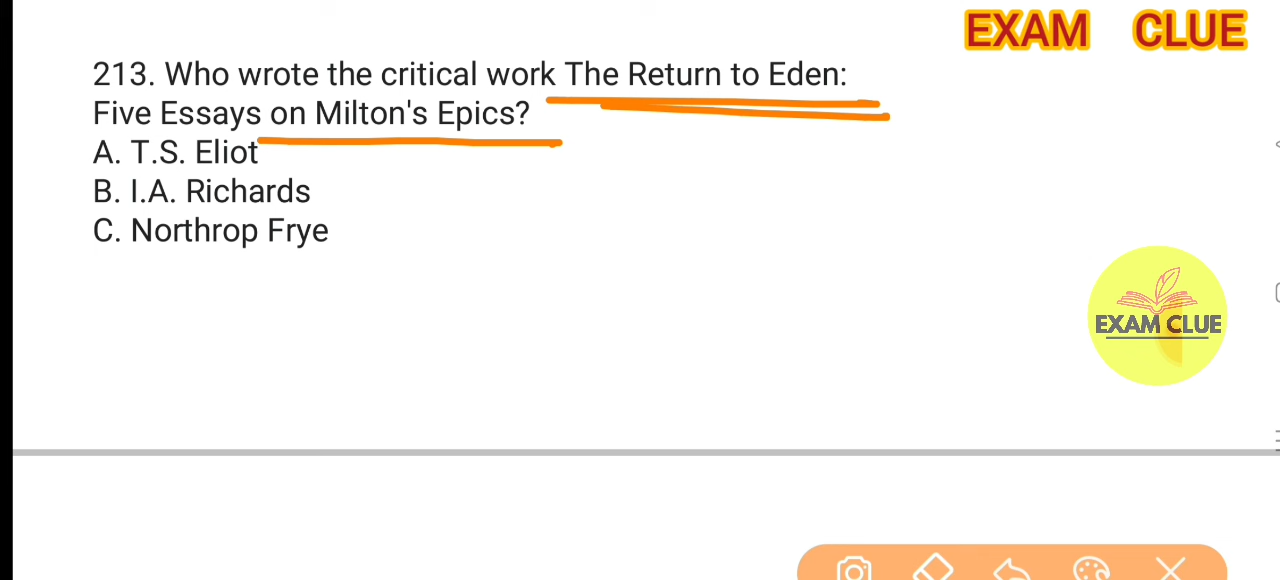 EXAM CLUE
213. Who wrote the critical work The Return to Eden:
Five Essays on Milton's Epics?
A. T.S. Eliot
B. I.A. Richards
C. Northrop Frye
EXAM CLUE